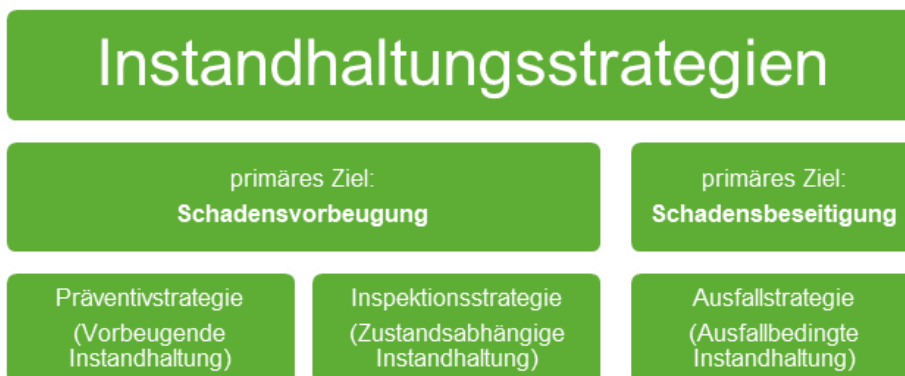 Instandhaltungsstrategien
primäres Ziel:
Schadensvorbeugung
primäres Ziel:
Schadensbeseitigung
Präventivstrategie
(Vorbeugende
Instandhaltung)
Inspektionsstrategie
(Zustandsabhängige
Instandhaltung)
Ausfallstrategie
(Ausfallbedingte
Instandhaltung)